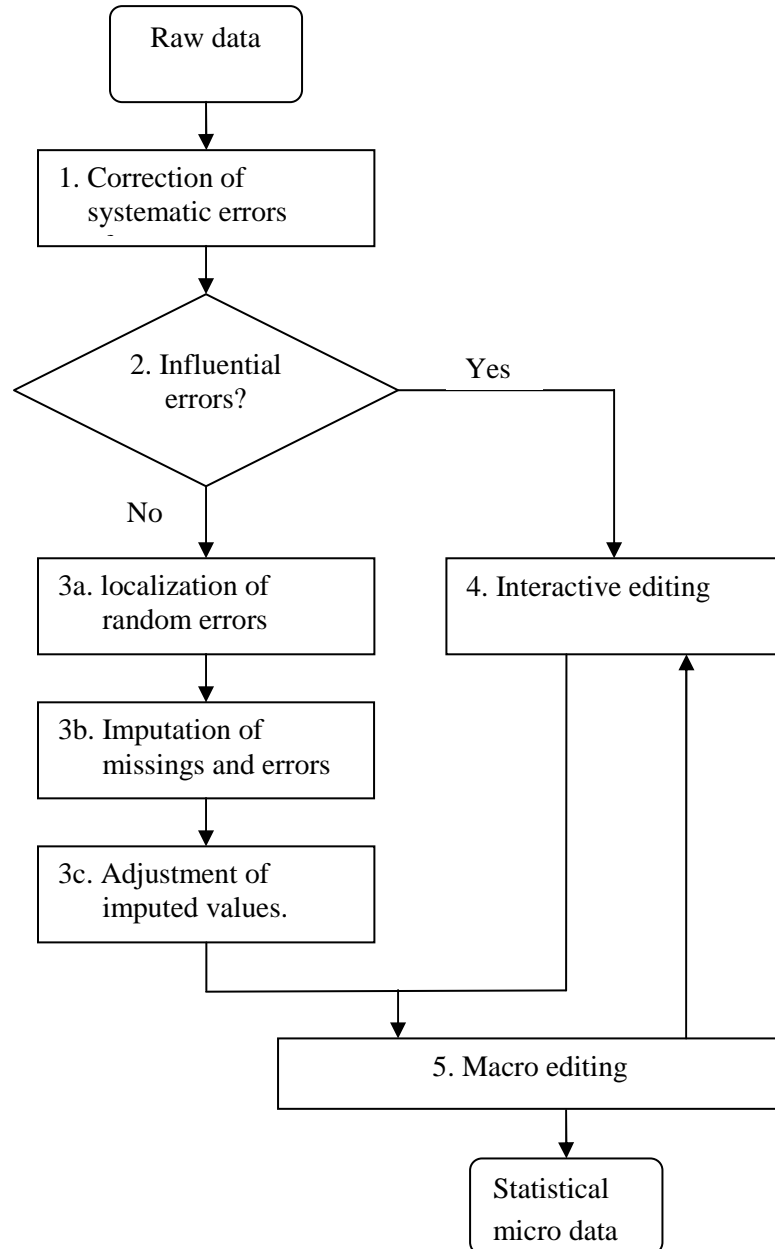 Raw data
1. Correction of
systematic errors
2. Influential
errors?
Yes
No
3a. localization of
random errors
4. Interactive editing
3b. Imputation of
missings and errors
3c. Adjustment of
imputed values.
5. Macro editing
Statistical
micro data